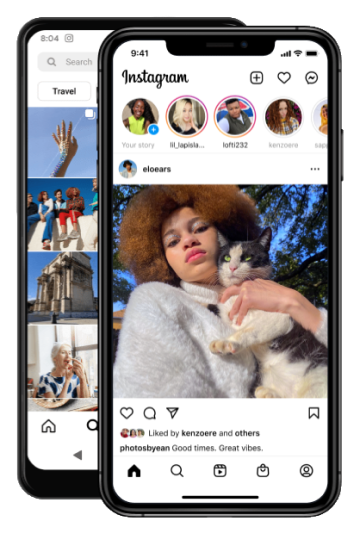 8:04
Search
Travel
9:41
Instagram
Your story
lil_lapisla...
lofti232
kenzoere
eloears
Liked by kenzoere and others
photosbyean Good times. Great vibes.